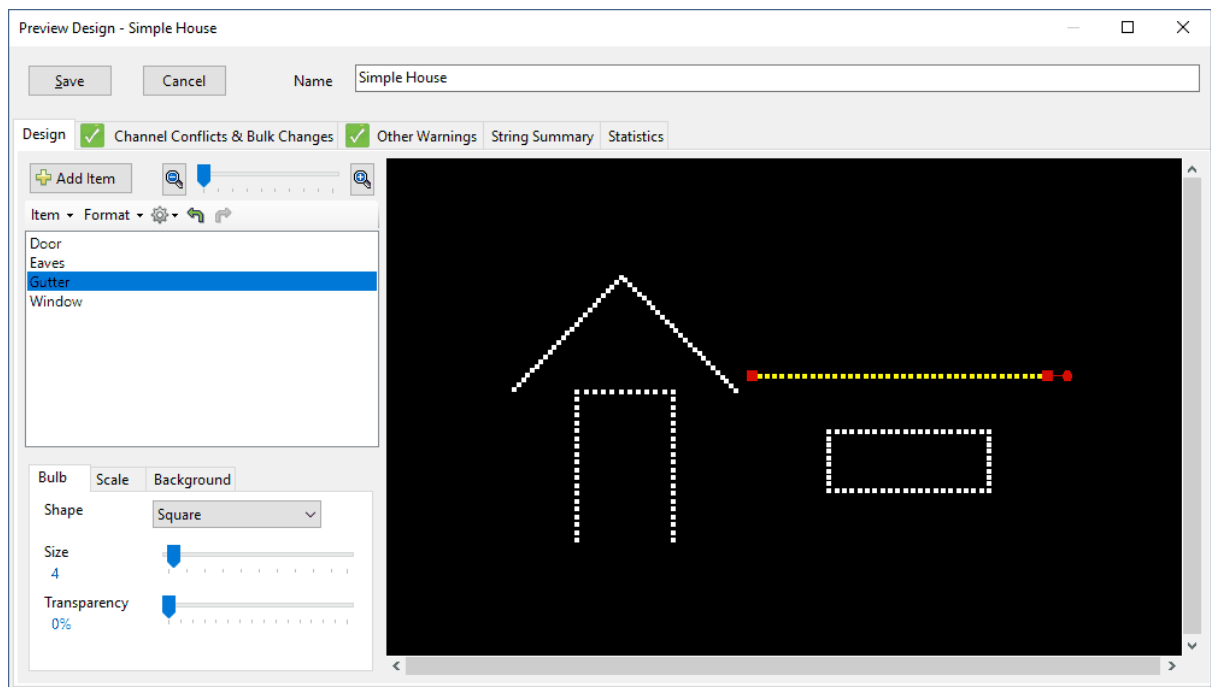 Preview Design - Simple House
Save Cancel Name Simple House
Design Channel Conflicts & Bulk Changes Other Warnings String Summary Statistics
Add Item
Item Format
Door
Eaves
Gutter
Window
Bulb Scale Background
Shape Square
Size
4
Transparency
0%